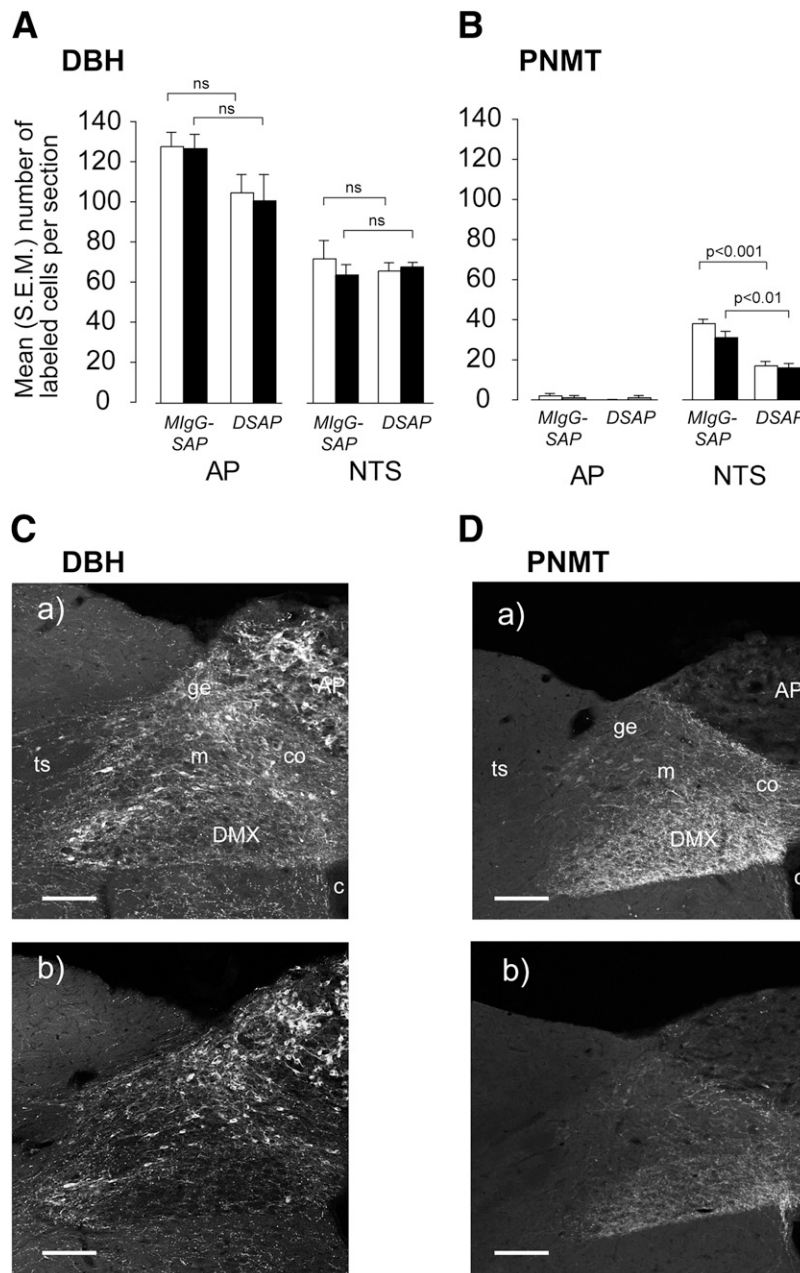 A
DBH
Mean (S.E.M.) number of
labeled cells per section
140
120
100
80
60
40
20
0
ns
ns
ns
ns
MIgG-
SAP
DSAP
MIgG-
SAP
DSAP
AP
NTS
B
PNMT
140
120
100
80
60
40
20
0
p<0.001
p<0.01
MIgG-
SAP
DSAP
MIgG-
SAP
DSAP
AP
NTS
C
DBH
a)
AP
ge
ts
m
co
DMX
c
b)
D
PNMT
a)
AP
ge
ts
m
co
DMX
c
b)